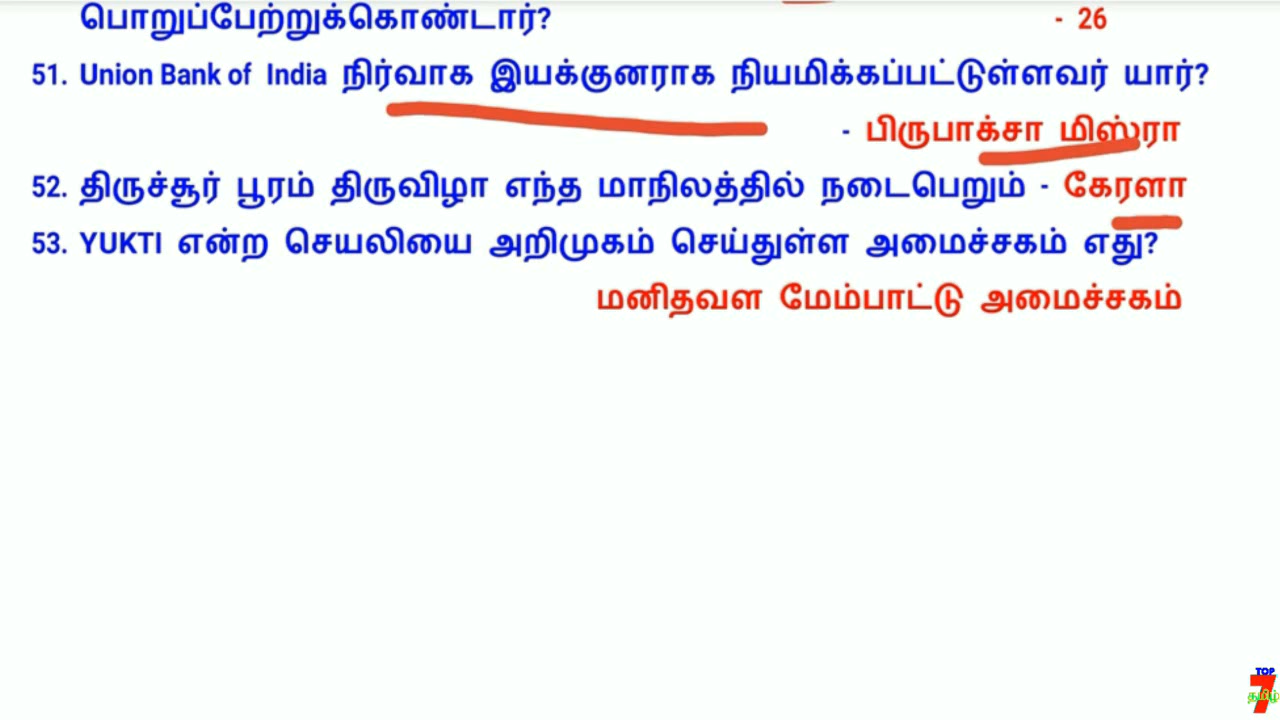 பொறுப்பேற்றுக்கொண்டார்? - 26
51. Union Bank of India நிர்வாக இயக்குனராக நியமிக்கப்பட்டுள்ளவர் யார்?
- பிருபாக்சா மிஸ்ரா
52. திருச்சூர் பூரம் திருவிழா எந்த மாநிலத்தில் நடைபெறும் - கேரளா
53. YUKTI என்ற செயலியை அறிமுகம் செய்துள்ள அமைச்சகம் எது?
மனிதவள மேம்பாட்டு அமைச்சகம்
TOP
7
தமிழ்